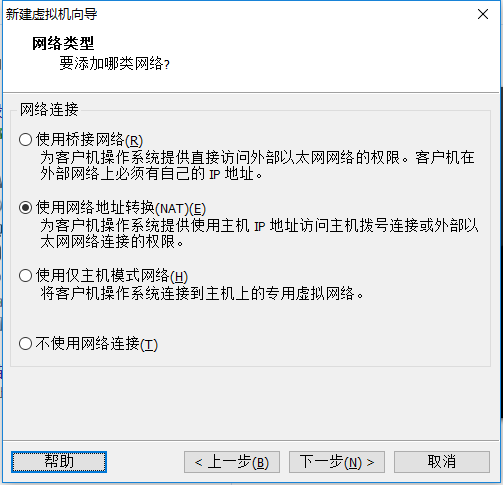 新建虚拟机向导
网络类型
要添加哪类网络?
网络连接
使用桥接网络(R)
为客户机操作系统提供直接访问外部以太网网络的权限。客户机在
外部网络上必须有自己的 IP 地址。
使用网络地址转换(NAT)(E)
为客户机操作系统提供使用主机 IP 地址访问主机拨号连接或外部以
太网网络连接的权限。
使用仅主机模式网络(H)
将客户机操作系统连接到主机上的专用虚拟网络。
不使用网络连接(T)
帮助
< 上一步(B)
下一步(N) >
取消